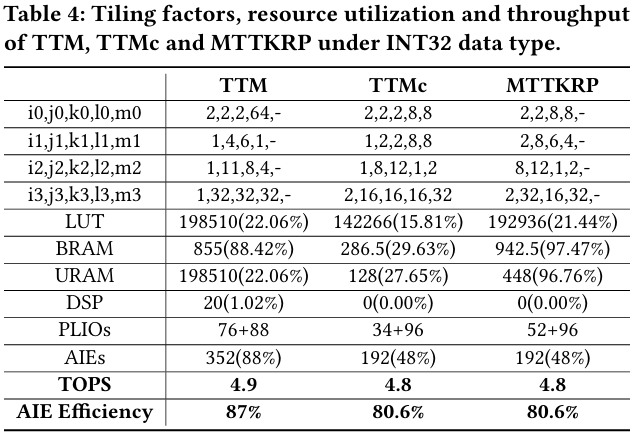 Table 4: Tiling factors, resource utilization and throughput
of TTM, TTMc and MTTKRP under INT32 data type.
TTM TTMc MTTKRP
i0,j0,k0,l0,m0 2,2,2,64,- 2,2,2,8,8 2,2,8,8,-
i1,j1,k1,l1,m1 1,4,6,1,- 1,2,2,8,8 2,8,6,4,-
i2,j2,k2,l2,m2 1,11,8,4,- 1,8,12,1,2 8,12,1,2,-
i3,j3,k3,l3,m3 1,32,32,32,- 2,16,16,16,32 2,32,16,32,-
LUT 198510(22.06%) 142266(15.81%) 192936(21.44%)
BRAM 855(88.42%) 286.5(29.63%) 942.5(97.47%)
URAM 198510(22.06%) 128(27.65%) 448(96.76%)
DSP 20(1.02%) 0(0.00%) 0(0.00%)
PLIOs 76+88 34+96 52+96
AIEs 352(88%) 192(48%) 192(48%)
TOPS 4.9 4.8 4.8
AIE Efficiency 87% 80.6% 80.6%